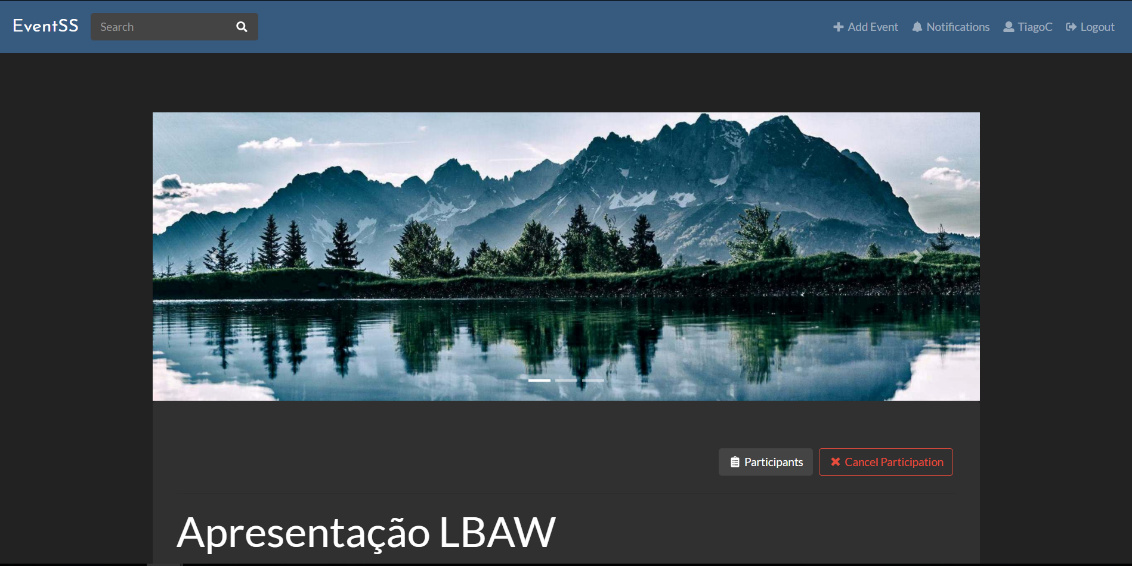 EventSS Search Add Event Notifications TiagoC Logout
Participants Cancel Participation
Apresentação LBAW